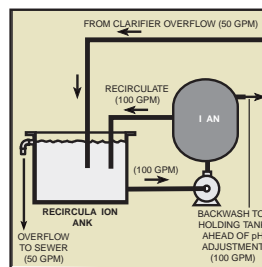 FROM CLARIFIER OVERFLOW (50 GPM)
RECIRCULATE
(100 GPM)
I AN
(100 GPM)
RECIRCULA ION
ANK
OVERFLOW
TO SEWER
(50 GPM)
BACKWASH TO
HOLDING TANK
AHEAD OF pH
ADJUSTMENT
(100 GPM)